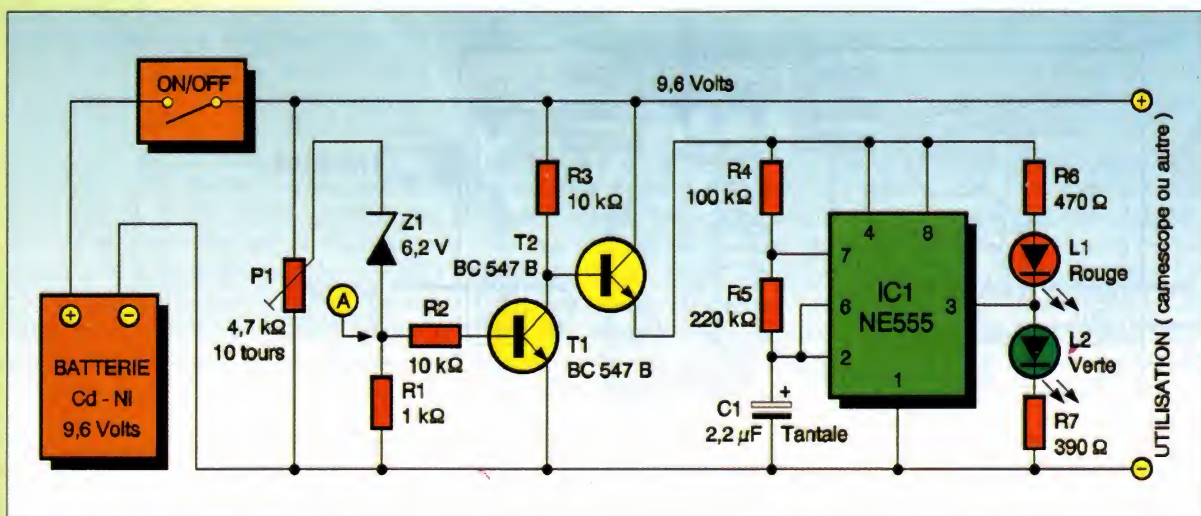 ON/OFF
9,6 Volts
+
R3
10 kΩ
R4
100 kΩ
R6
470 Ω
Z1
6,2 V
T2
BC 547 B
4
8
L1
Rouge
P1
7
+
−
A
R2
R5
220 kΩ
6
IC1
NE555
3
4,7 kΩ
10 tours
10 kΩ
T1
BC 547 B
2
L2
Verte
BATTERIE
Cd - NI
9,6 Volts
R1
1 kΩ
+
1
C1
2,2 µF
Tantale
R7
390 Ω
−
UTILISATION ( camescope ou autre )